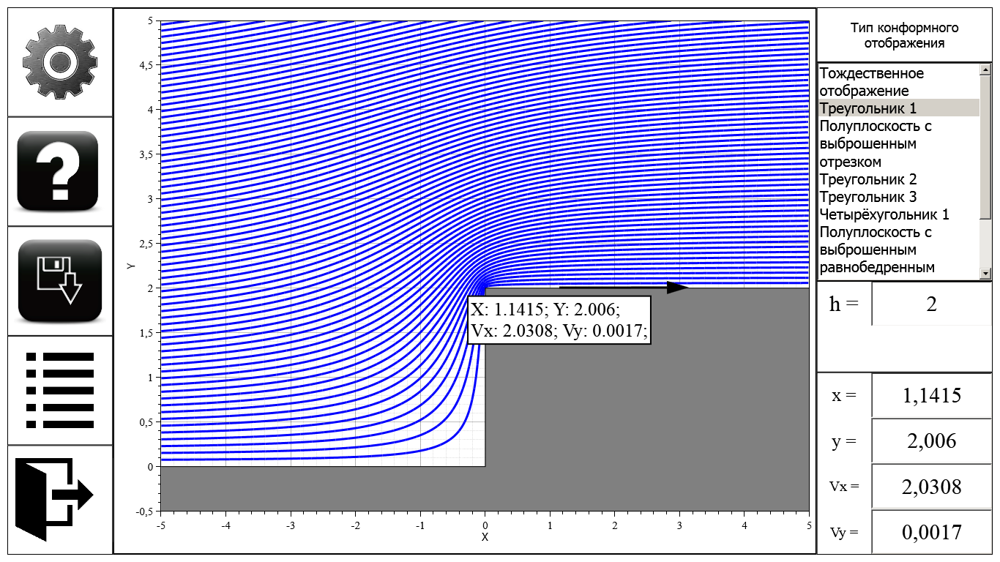 5
4,5
4
3,5
3
2,5
2
1,5
1
0,5
0
-0,5
Y
-5
-4
-3
-2
-1
0
1
2
3
4
5
X
X: 1.1415; Y: 2.006;
Vx: 2.0308; Vy: 0.0017;
Тип конформного
отображения
Тождественное
отображение
Треугольник 1
Полуплоскость с
выброшенным
отрезком
Треугольник 2
Треугольник 3
Четырёхугольник 1
Полуплоскость с
выброшенным
равнобедренным
h = 2
x = 1,1415
y = 2,006
Vx = 2,0308
Vy = 0,0017